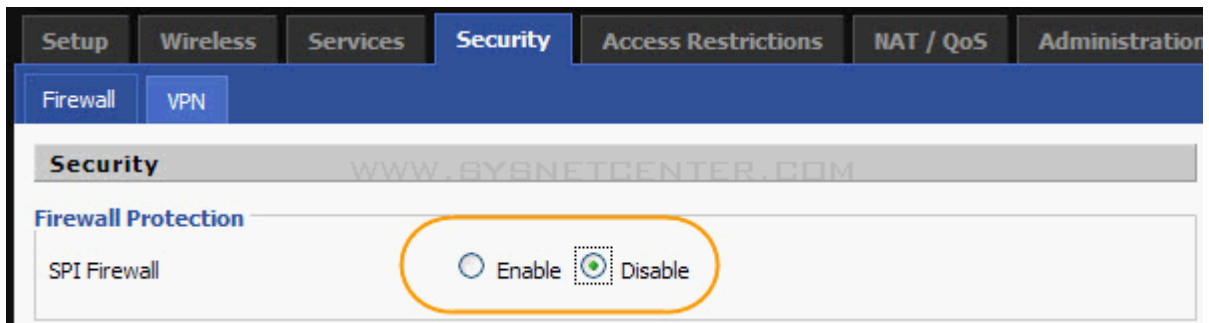 Setup Wireless Services Security Access Restrictions NAT / QoS Administration
Firewall VPN
Security
WWW.SYSNETCENTER.COM
Firewall Protection
SPI Firewall Enable Disable